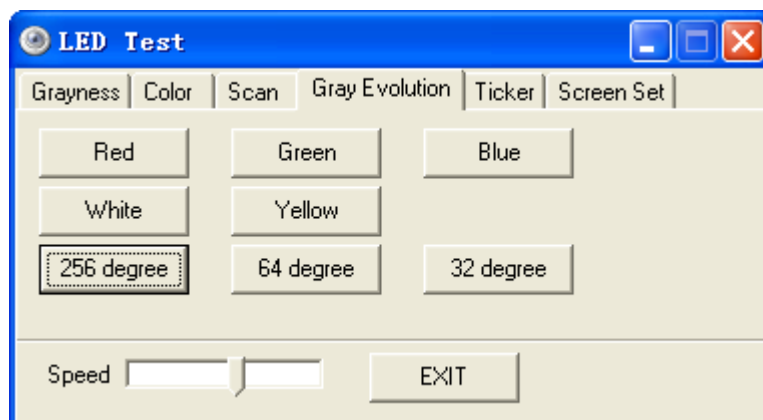 LED Test
Grayness Color Scan Gray Evolution Ticker Screen Set
Red Green Blue
White Yellow
256 degree 64 degree 32 degree
Speed EXIT